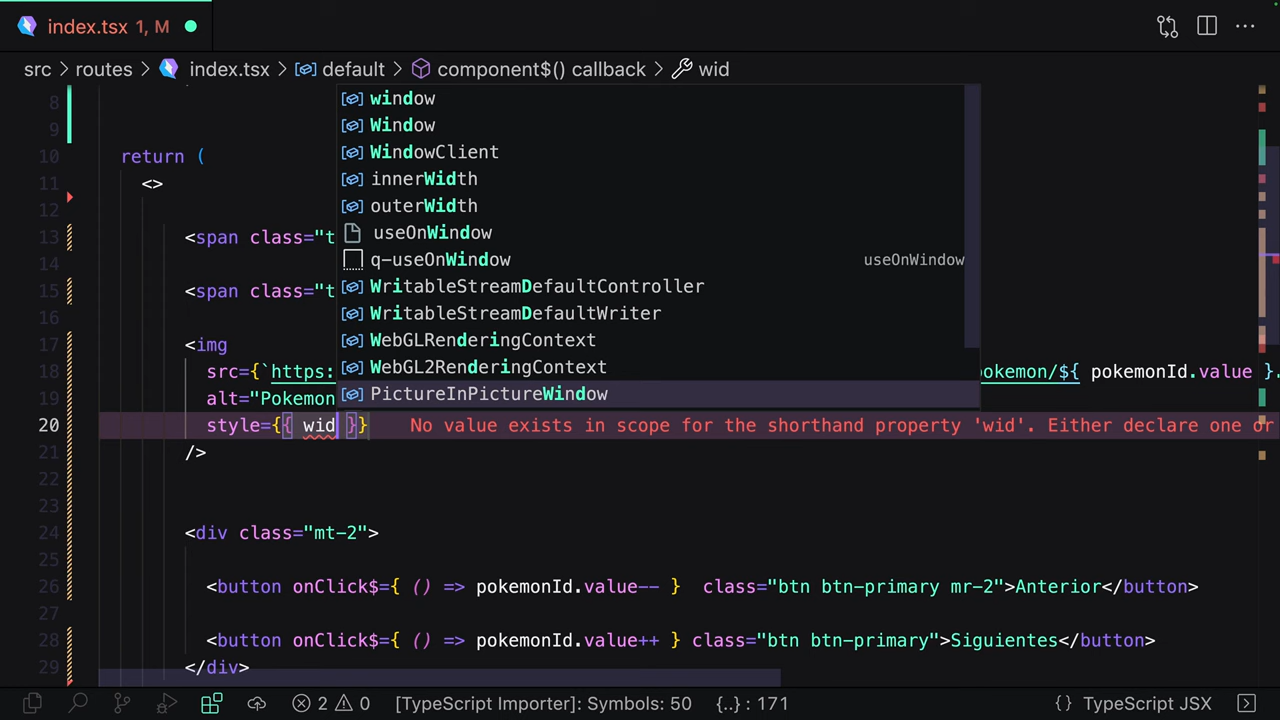 index.tsx 1, M
src > routes > index.tsx > default > component$() callback > wid
8
window
9
Window
10 return (
WindowClient
11 <>
innerWidth
12
outerWidth
13 <span class="t
useOnWindow
14
q-useOnWindow useOnWindow
15 <span class="t
WritableStreamDefaultController
16
WritableStreamDefaultWriter
17 <img
WebGLRenderingContext
18 src={`https: pokemon/${ pokemonId.value }.
WebGL2RenderingContext
19 alt="Pokemon
PictureInPictureWindow
20 style={{ wid }} No value exists in scope for the shorthand property 'wid'. Either declare one or
21 />
22
23
24 <div class="mt-2">
25
26 <button onClick$={ () => pokemonId.value-- } class="btn btn-primary mr-2">Anterior</button>
27
28 <button onClick$={ () => pokemonId.value++ } class="btn btn-primary">Siguientes</button>
29 </div>
2 0 [TypeScript Importer]: Symbols: 50 {..} : 171 {} TypeScript JSX